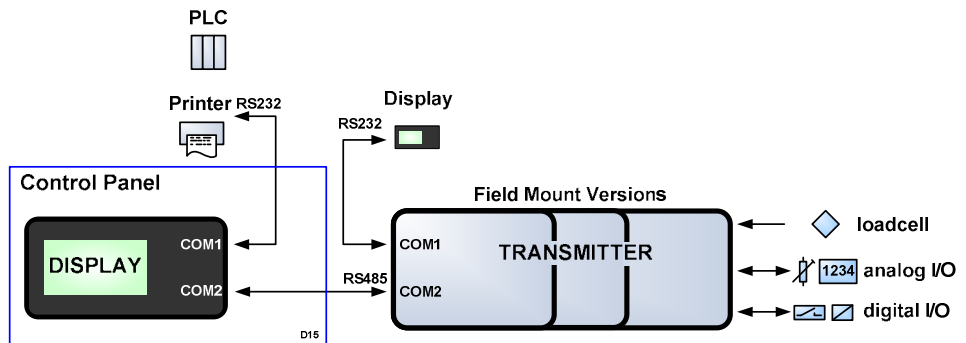 PLC
Printer
RS232
Display
RS232
Control Panel
Field Mount Versions
COM1
COM1
TRANSMITTER
loadcell
DISPLAY
1234
analog I/O
COM2
RS485
COM2
digital I/O
D15